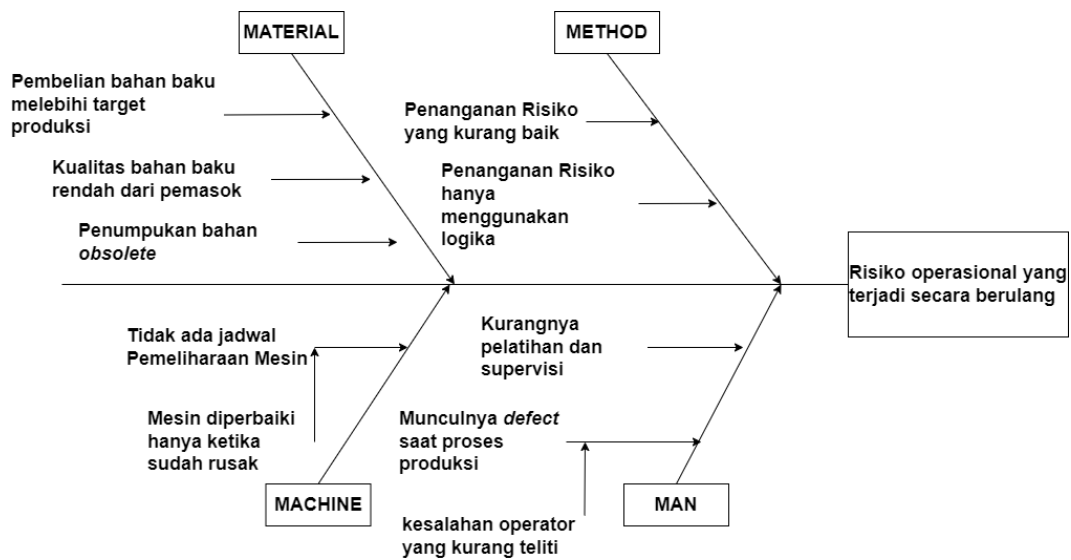 MATERIAL
METHOD
Pembelian bahan baku
melebihi target
produksi
Penanganan Risiko
yang kurang baik
Kualitas bahan baku
rendah dari pemasok
Penanganan Risiko
hanya
menggunakan
logika
Penumpukan bahan
obsolete
Risiko operasional yang
terjadi secara berulang
Tidak ada jadwal
Pemeliharaan Mesin
Kurangnya
pelatihan dan
supervisi
Mesin diperbaiki
hanya ketika
sudah rusak
Munculnya defect
saat proses
produksi
MACHINE
MAN
kesalahan operator
yang kurang teliti